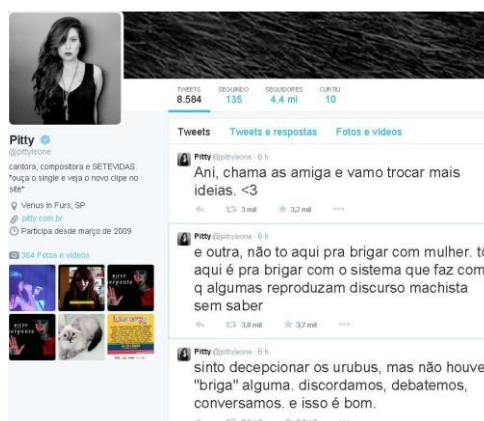 TWEETS SEGUINDO SEGUIDORES CURTIU
8.584 135 4,4 mi 10
Pitty
@pittyleone
cantora, compositora e SETEVIDAS.
*ouça o single e veja o novo clipe no
site*
Venus in Furs, SP
pitty.com.br
Participa desde março de 2009
364 Fotos e vídeos
Tweets Tweets e respostas Fotos e vídeos
Pitty @pittyleone · 6 h
Ani, chama as amiga e vamo trocar mais
ideias. <3
3 mil 3,2 mil
Pitty @pittyleone · 6 h
e outra, não to aqui pra brigar com mulher. tô
aqui é pra brigar com o sistema que faz com
q algumas reproduzam discurso machista
sem saber
3,8 mil 3,7 mil
Pitty @pittyleone · 6 h
sinto decepcionar os urubus, mas não houve
"briga" alguma. discordamos, debatemos,
conversamos. e isso é bom.